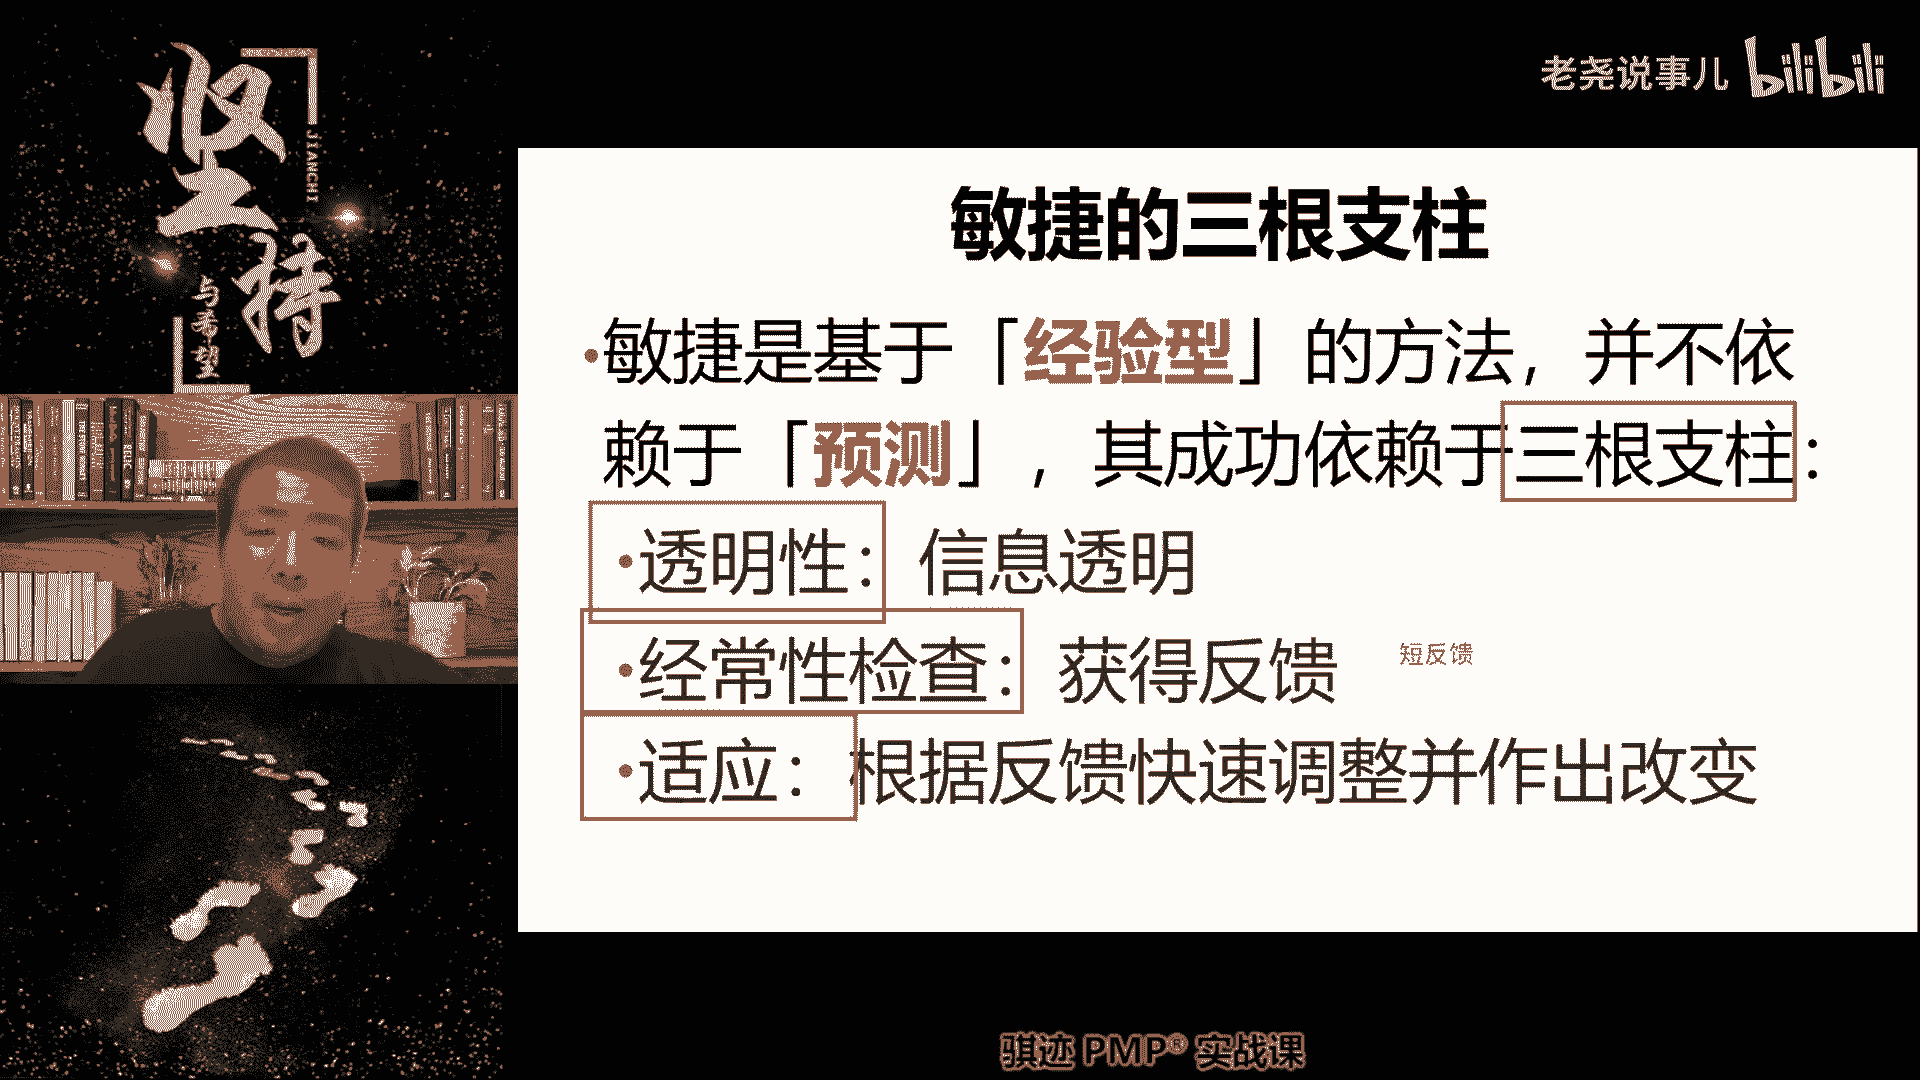 坚持
JIANCHI
与希望
老尧说事儿 bilibili
敏捷的三根支柱
•敏捷是基于「经验型」的方法，并不依
赖于「预测」，其成功依赖于三根支柱：
•透明性：信息透明
•经常性检查：获得反馈 短反馈
•适应：根据反馈快速调整并作出改变
骐迹 PMP® 实战课